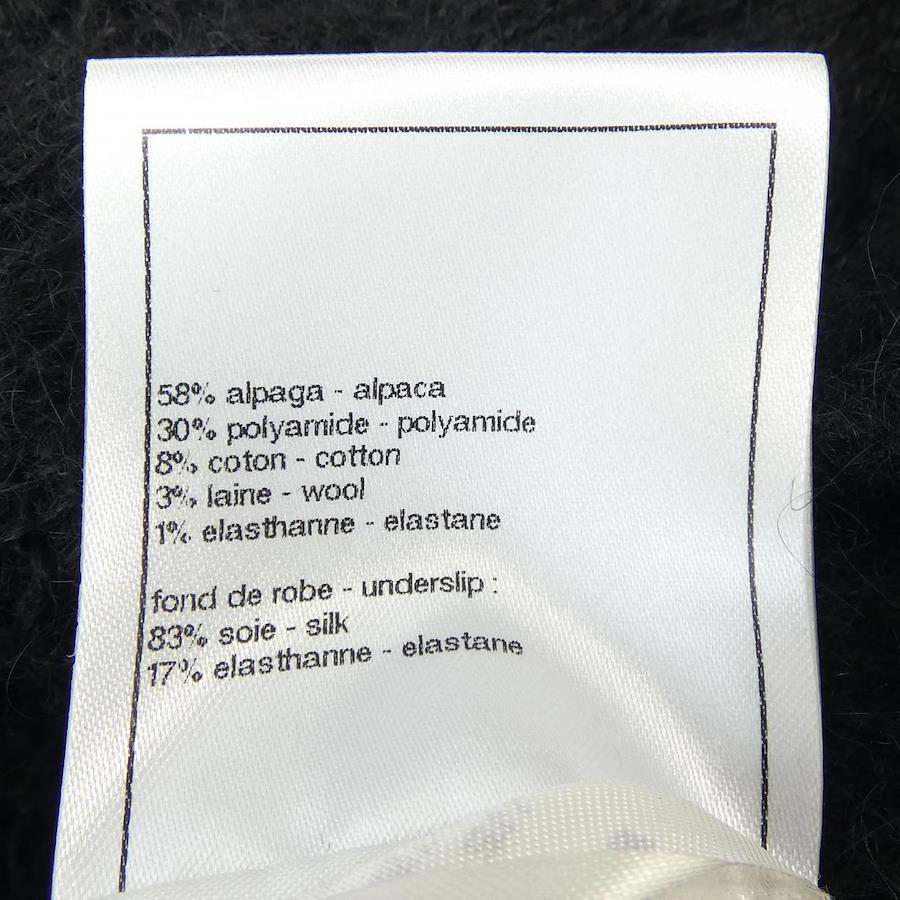 58% alpaga - alpaca
30% polyamide - polyamide
8% coton - cotton
3% laine - wool
1% elasthanne - elastane
fond de robe - underslip :
83% soie - silk
17% elasthanne - elastane